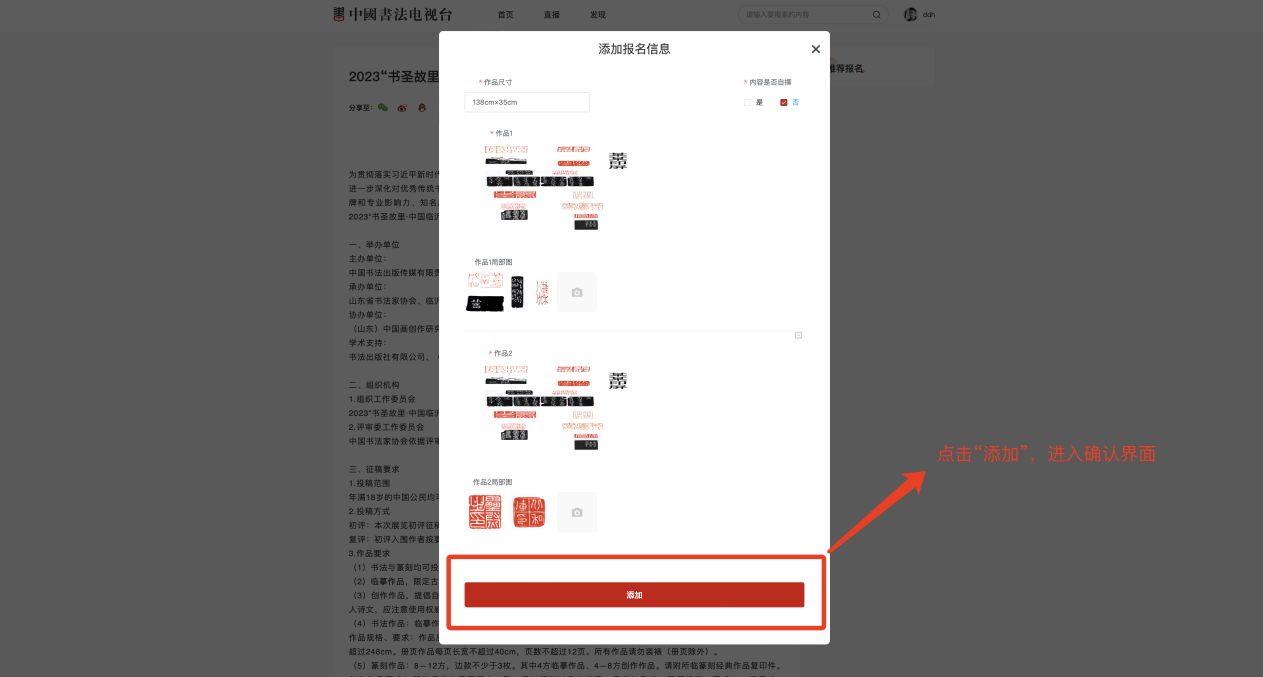 中國書法电视台
首页
直播
发现
请输入要搜索的内容
ddh
添加报名信息
2023“书圣故里
推荐报名
分享至：
* 作品尺寸
138cm×35cm
* 内容是否自撰
是
否
* 作品1
作品1局部图
* 作品2
作品2局部图
添加
点击“添加”，进入确认界面
为贯彻落实习近平新时代
进一步深化对优秀传统书
牌和专业影响力、知名
2023“书圣故里·中国临沂
一、举办单位
主办单位：
中国书法出版传媒有限责
承办单位：
山东省书法家协会、临沂
协办单位：
（山东）中国画创作研究
学术支持：
书法出版社有限公司、
二、组织机构
1.组织工作委员会
2023“书圣故里·中国临沂
2.评审委工作委员会
中国书法家协会依据评审
三、征稿要求
1.投稿范围
年满18岁的中国公民均可
2.投稿方式
初评：本次展览初评征稿
复评：初评入围作者按要
3.作品要求
（1）书法与篆刻均可投
（2）临摹作品，限定古
（3）创作作品，提倡自
人诗文，应注意使用权威
（4）书法作品：临摹作
作品规格、要求：作品
超过248cm。册页作品每页长宽不超过40cm，页数不超过12页。所有作品请勿装裱（册页除外）。
（5）篆刻作品：8—12方，边款不少于3枚。其中4方临摹作品、4—8方创作作品。请附所临篆刻经典作品复印件。